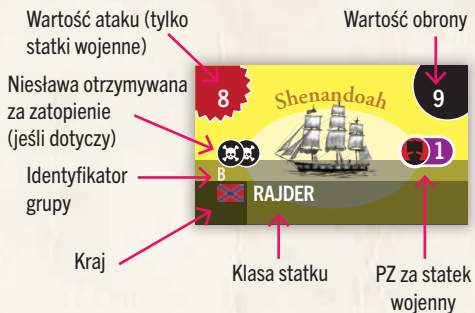 Wartość ataku (tylko
statki wojenne)
Wartość obrony
Niesława otrzymywana
za zatopienie
(jeśli dotyczy)
8
Shenandoah
9
1
Identyfikator
grupy
B
RAJDER
Kraj
Klasa statku
PZ za statek
wojenny